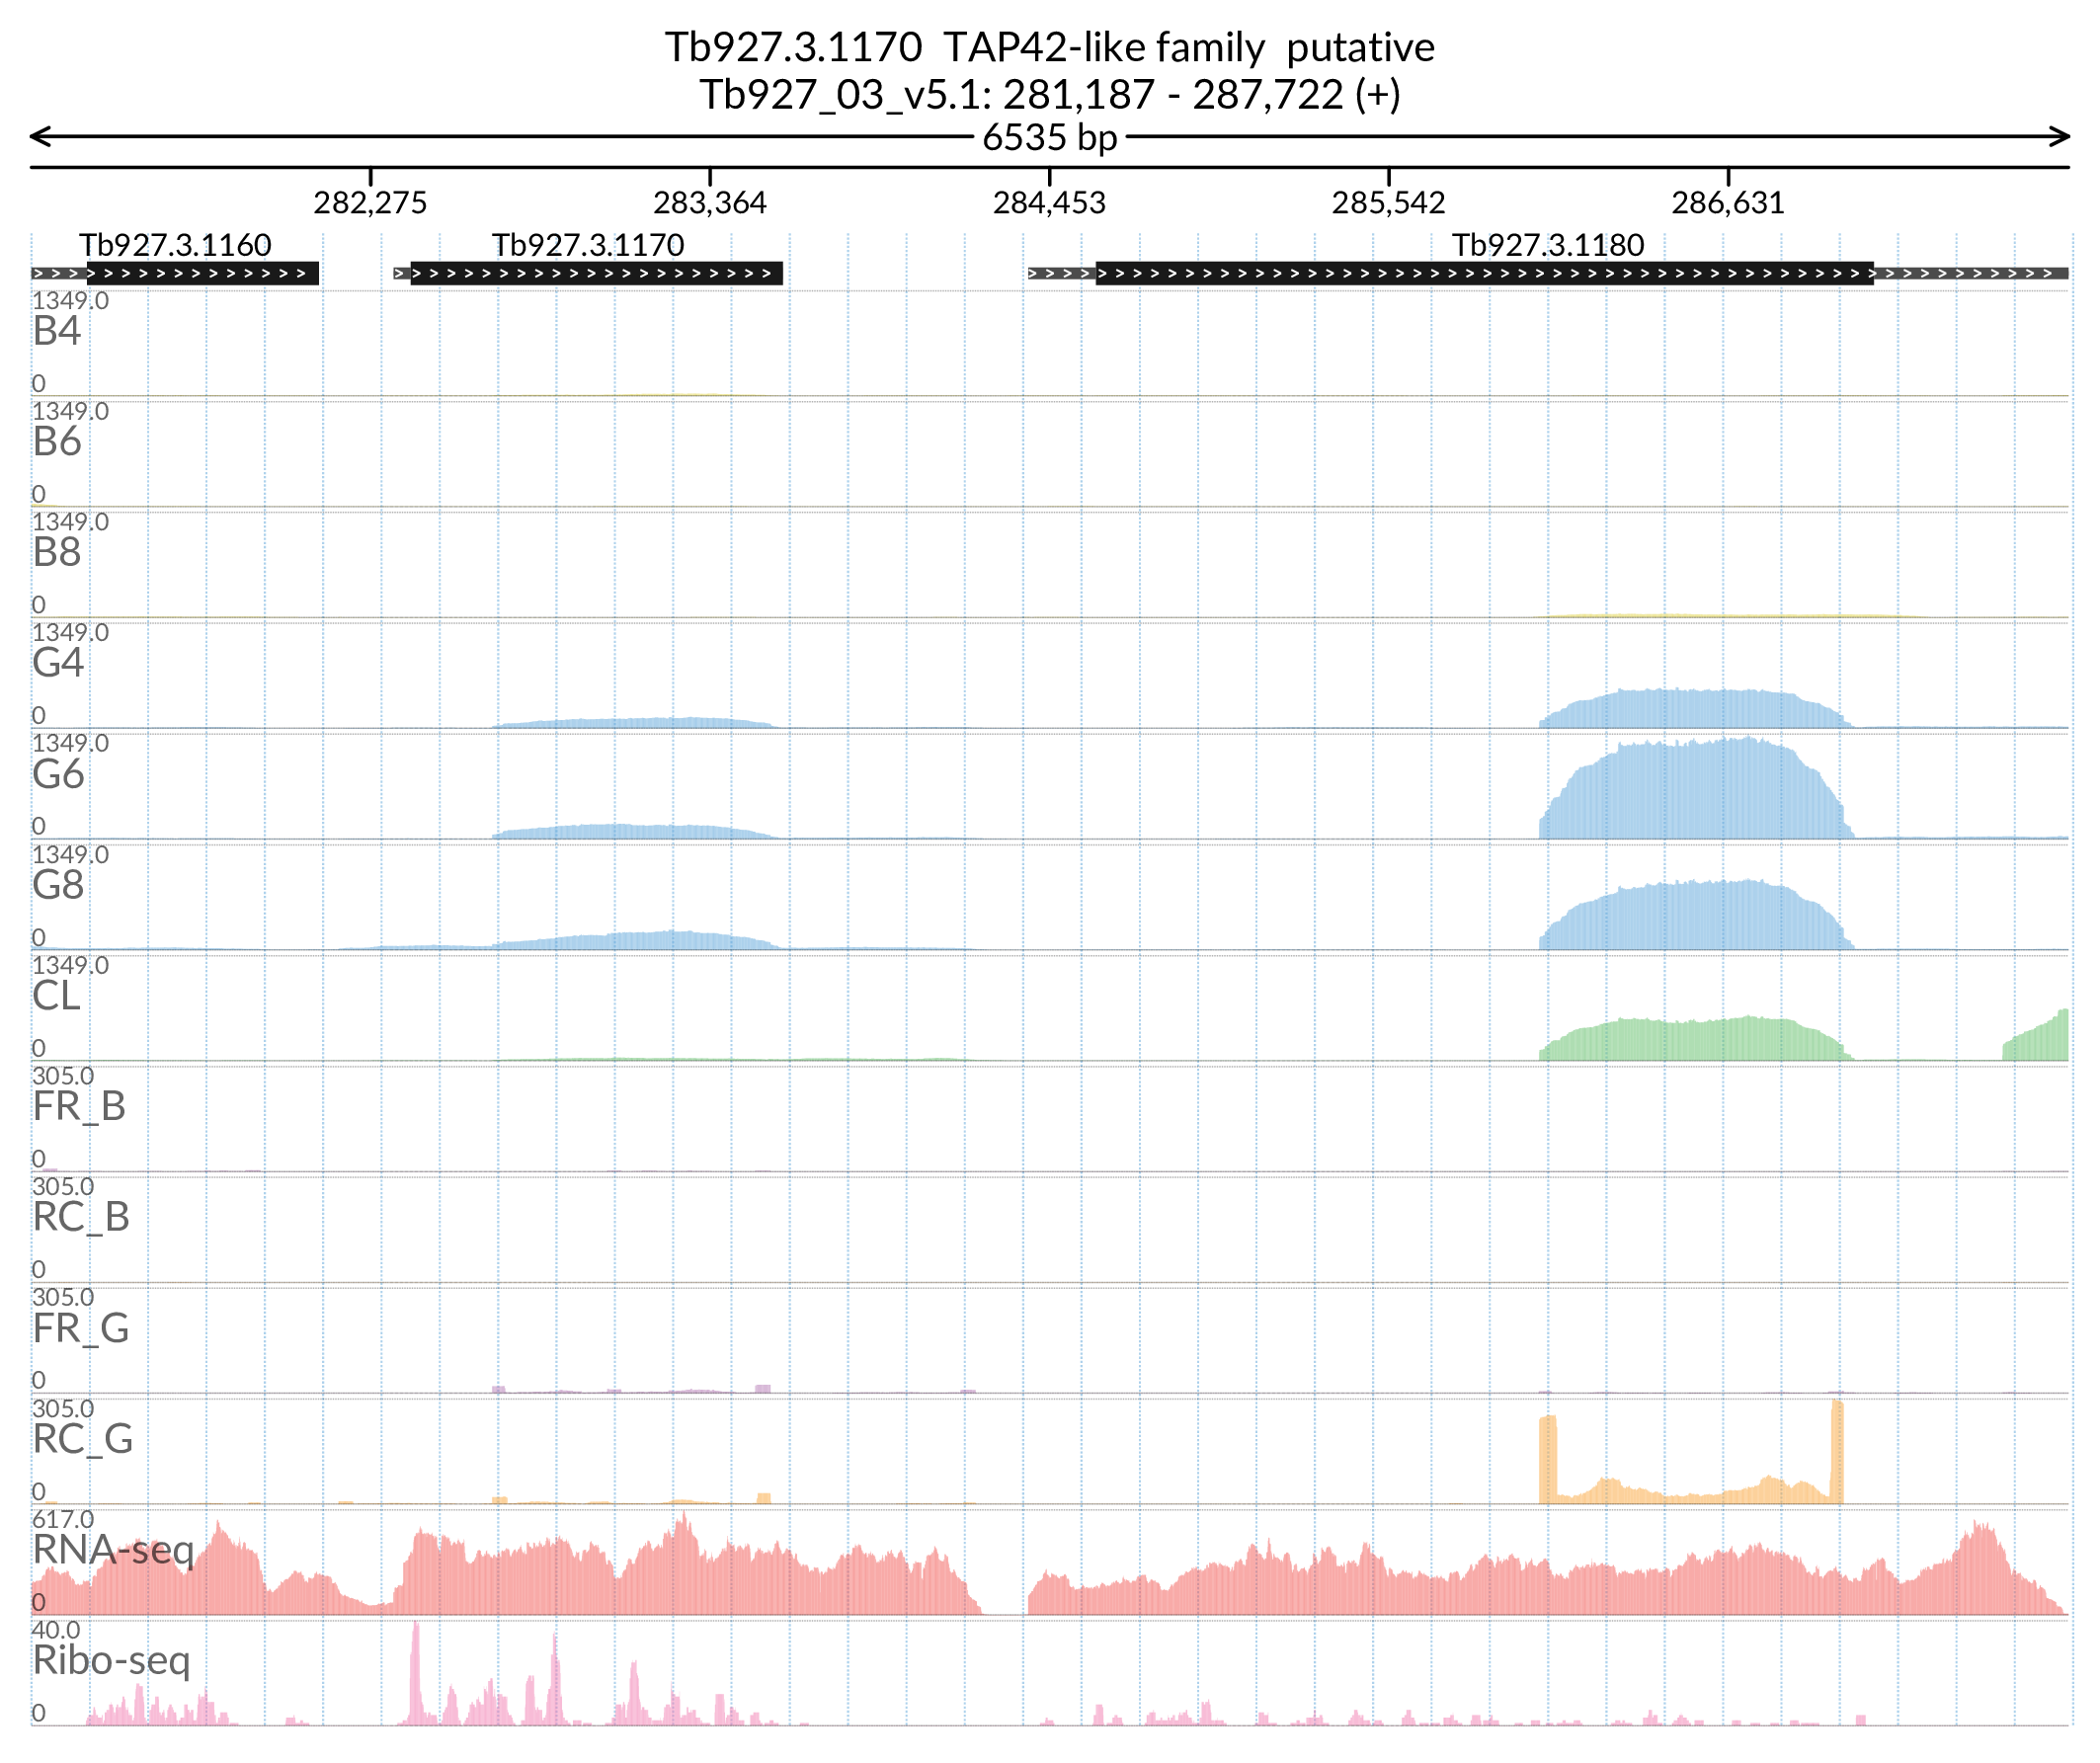 Tb927.3.1170  TAP42-like family  putative
Tb927_03_v5.1: 281,187 - 287,722 (+)
6535 bp
282,275 283,364 284,453 285,542 286,631
Tb927.3.1160 Tb927.3.1170 Tb927.3.1180
1349.0
B4
0
1349.0
B6
0
1349.0
B8
0
1349.0
G4
0
1349.0
G6
0
1349.0
G8
0
1349.0
CL
0
305.0
FR_B
0
305.0
RC_B
0
305.0
FR_G
0
305.0
RC_G
0
617.0
RNA-seq
0
40.0
Ribo-seq
0